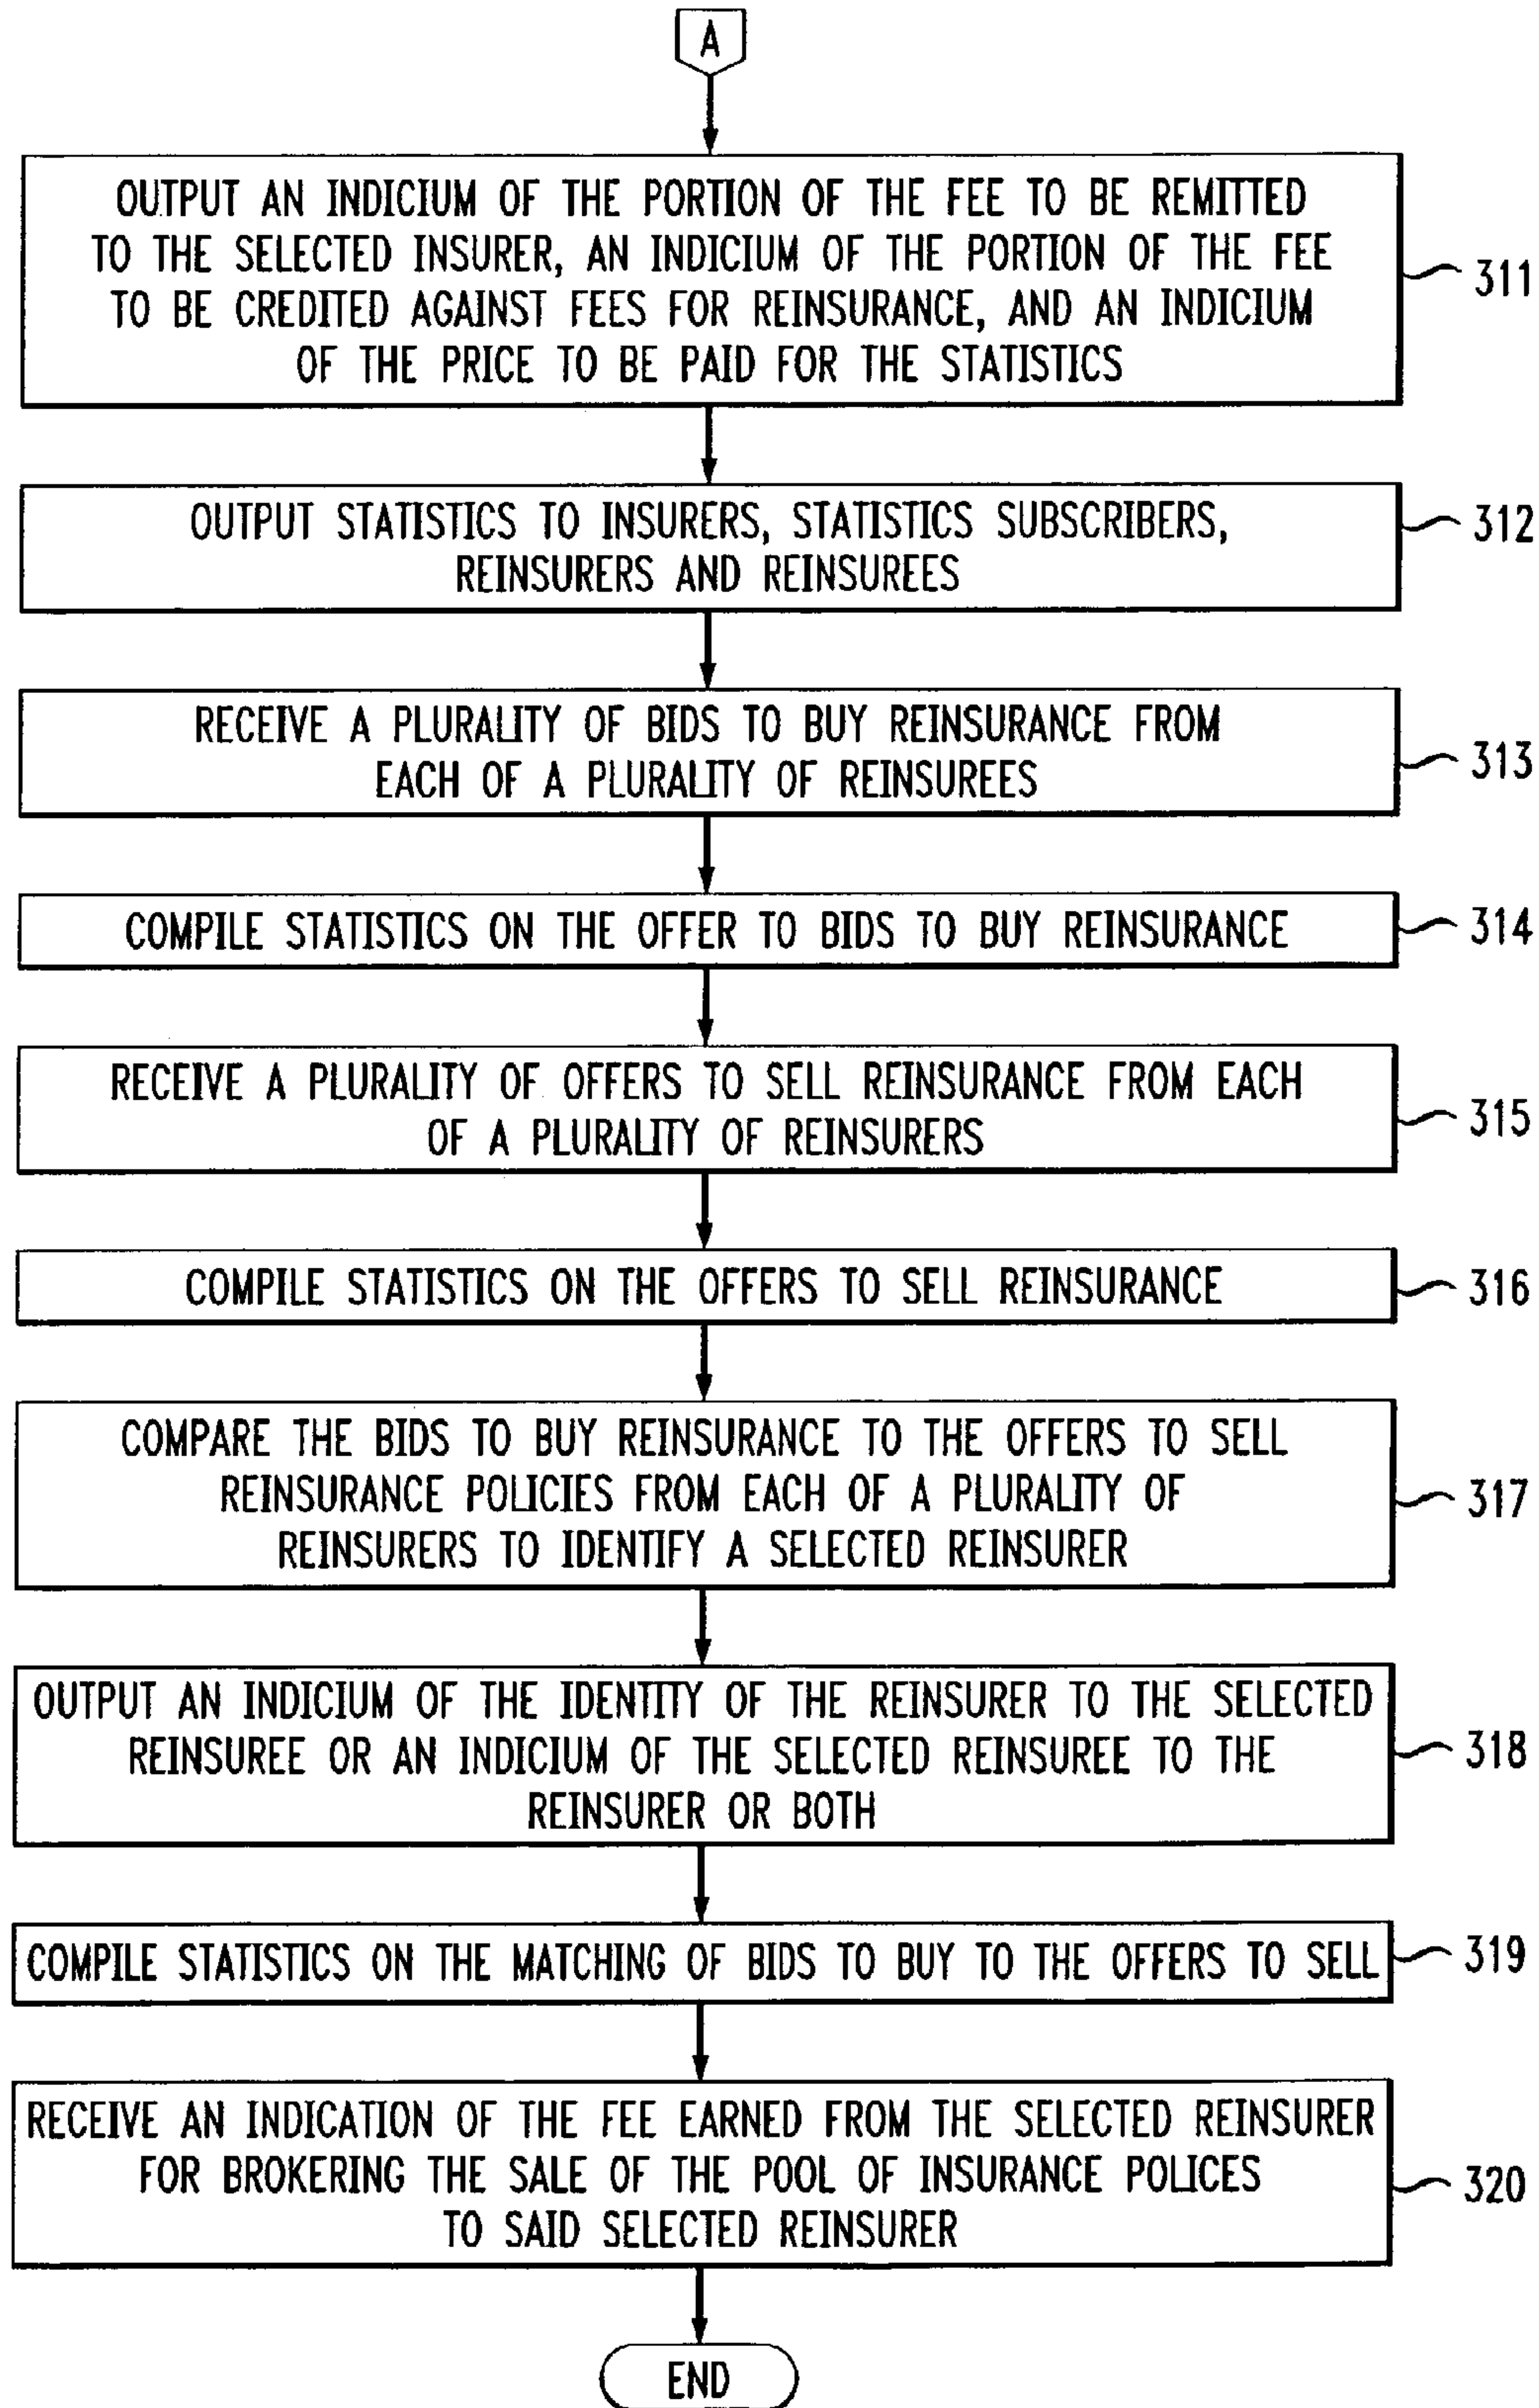 A
OUTPUT AN INDICIUM OF THE PORTION OF THE FEE TO BE REMITTED
TO THE SELECTED INSURER, AN INDICIUM OF THE PORTION OF THE FEE
TO BE CREDITED AGAINST FEES FOR REINSURANCE, AND AN INDICIUM
OF THE PRICE TO BE PAID FOR THE STATISTICS
311
OUTPUT STATISTICS TO INSURERS, STATISTICS SUBSCRIBERS,
REINSURERS AND REINSUREES
312
RECEIVE A PLURALITY OF BIDS TO BUY REINSURANCE FROM
EACH OF A PLURALITY OF REINSUREES
313
COMPILE STATISTICS ON THE OFFER TO BIDS TO BUY REINSURANCE
314
RECEIVE A PLURALITY OF OFFERS TO SELL REINSURANCE FROM EACH
OF A PLURALITY OF REINSURERS
315
COMPILE STATISTICS ON THE OFFERS TO SELL REINSURANCE
316
COMPARE THE BIDS TO BUY REINSURANCE TO THE OFFERS TO SELL
REINSURANCE POLICIES FROM EACH OF A PLURALITY OF
REINSURERS TO IDENTIFY A SELECTED REINSURER
317
OUTPUT AN INDICIUM OF THE IDENTITY OF THE REINSURER TO THE SELECTED
REINSUREE OR AN INDICIUM OF THE SELECTED REINSUREE TO THE
REINSURER OR BOTH
318
COMPILE STATISTICS ON THE MATCHING OF BIDS TO BUY TO THE OFFERS TO SELL
319
RECEIVE AN INDICATION OF THE FEE EARNED FROM THE SELECTED REINSURER
FOR BROKERING THE SALE OF THE POOL OF INSURANCE POLICES
TO SAID SELECTED REINSURER
320
END